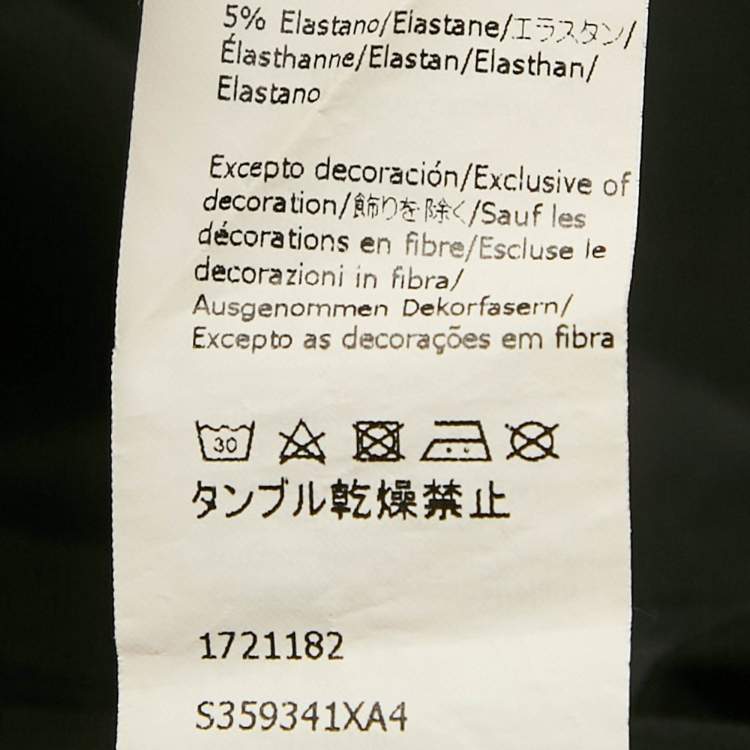 5% Elastano/Elastane/エラスタン/
Élasthanne/Elastan/Elasthan/
Elastano
Excepto decoración/Exclusive of
decoration/飾りを除く/Sauf les
décorations en fibre/Escluse le
decorazioni in fibra/
Ausgenommen Dekorfasern/
Excepto as decorações em fibra
30
タンブル乾燥禁止
1721182
S359341XA4